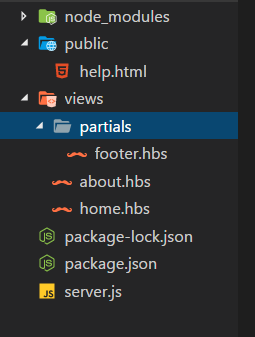 node_modules
public
help.html
views
partials
footer.hbs
about.hbs
home.hbs
package-lock.json
package.json
server.js